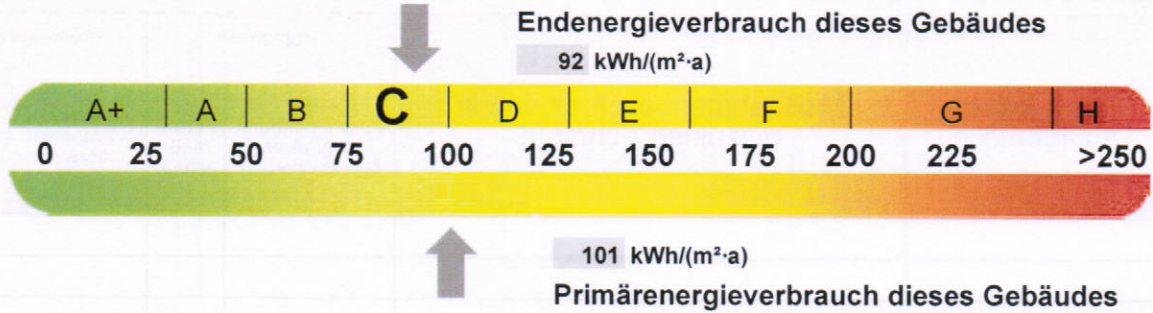 Endenergieverbrauch dieses Gebäudes
92 kWh/(m²·a)
A+ A B C D E F G H
0 25 50 75 100 125 150 175 200 225 >250
101 kWh/(m²·a)
Primärenergieverbrauch dieses Gebäudes